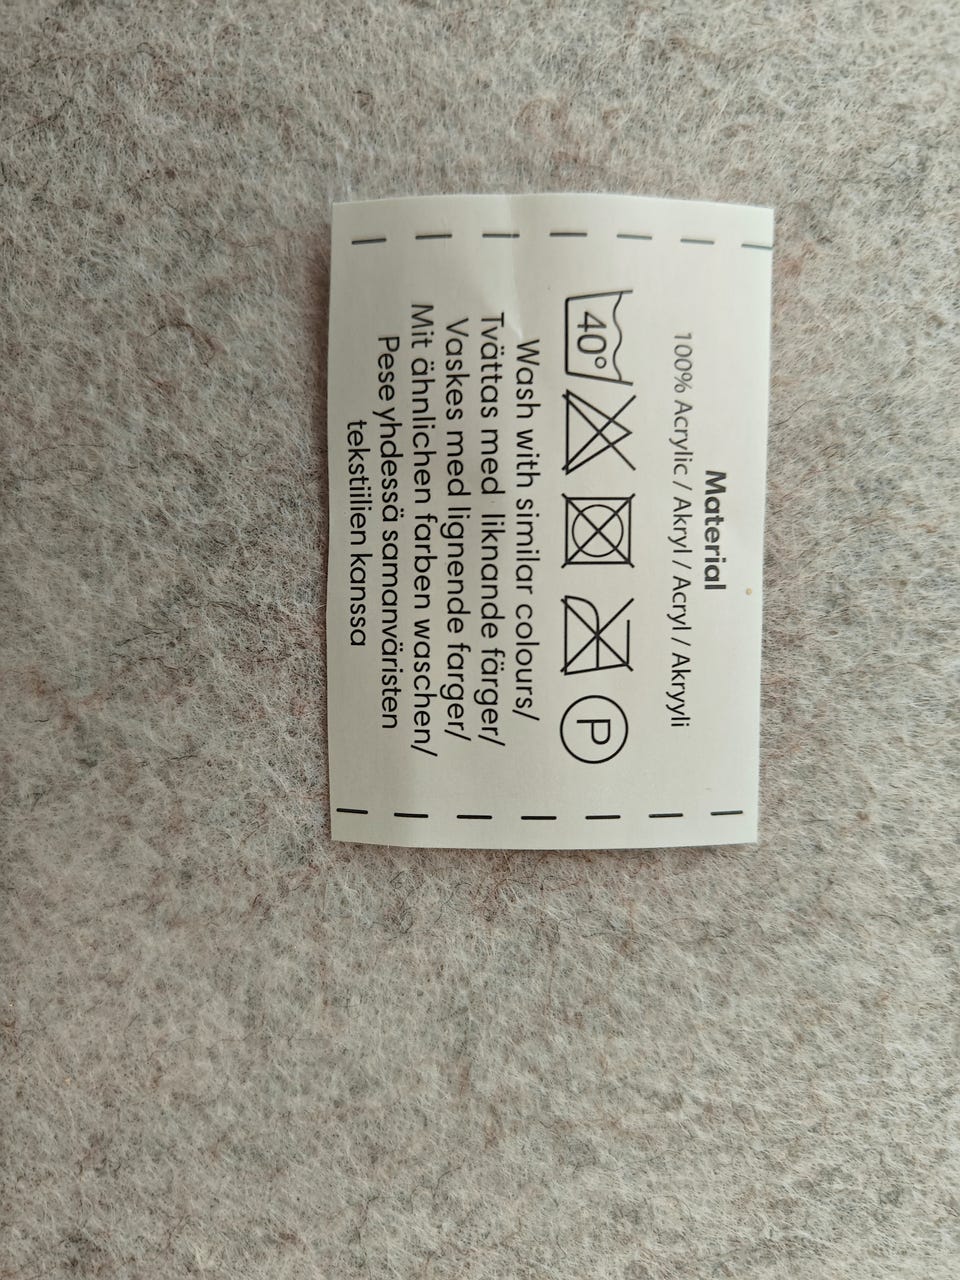 Material
100% Acrylic / Akryl / Acryl / Akryyli
40° P
Wash with similar colours/
Tvättas med liknande färger/
Vaskes med lignende farger/
Mit ähnlichen farben waschen/
Pese yhdessä samanväristen
tekstiilien kanssa